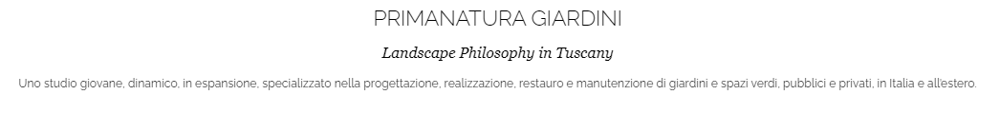 PRIMANATURA GIARDINI
Landscape Philosophy in Tuscany
Uno studio giovane, dinamico, in espansione, specializzato nella progettazione, realizzazione, restauro e manutenzione di giardini e spazi verdi, pubblici e privati, in Italia e all'estero.